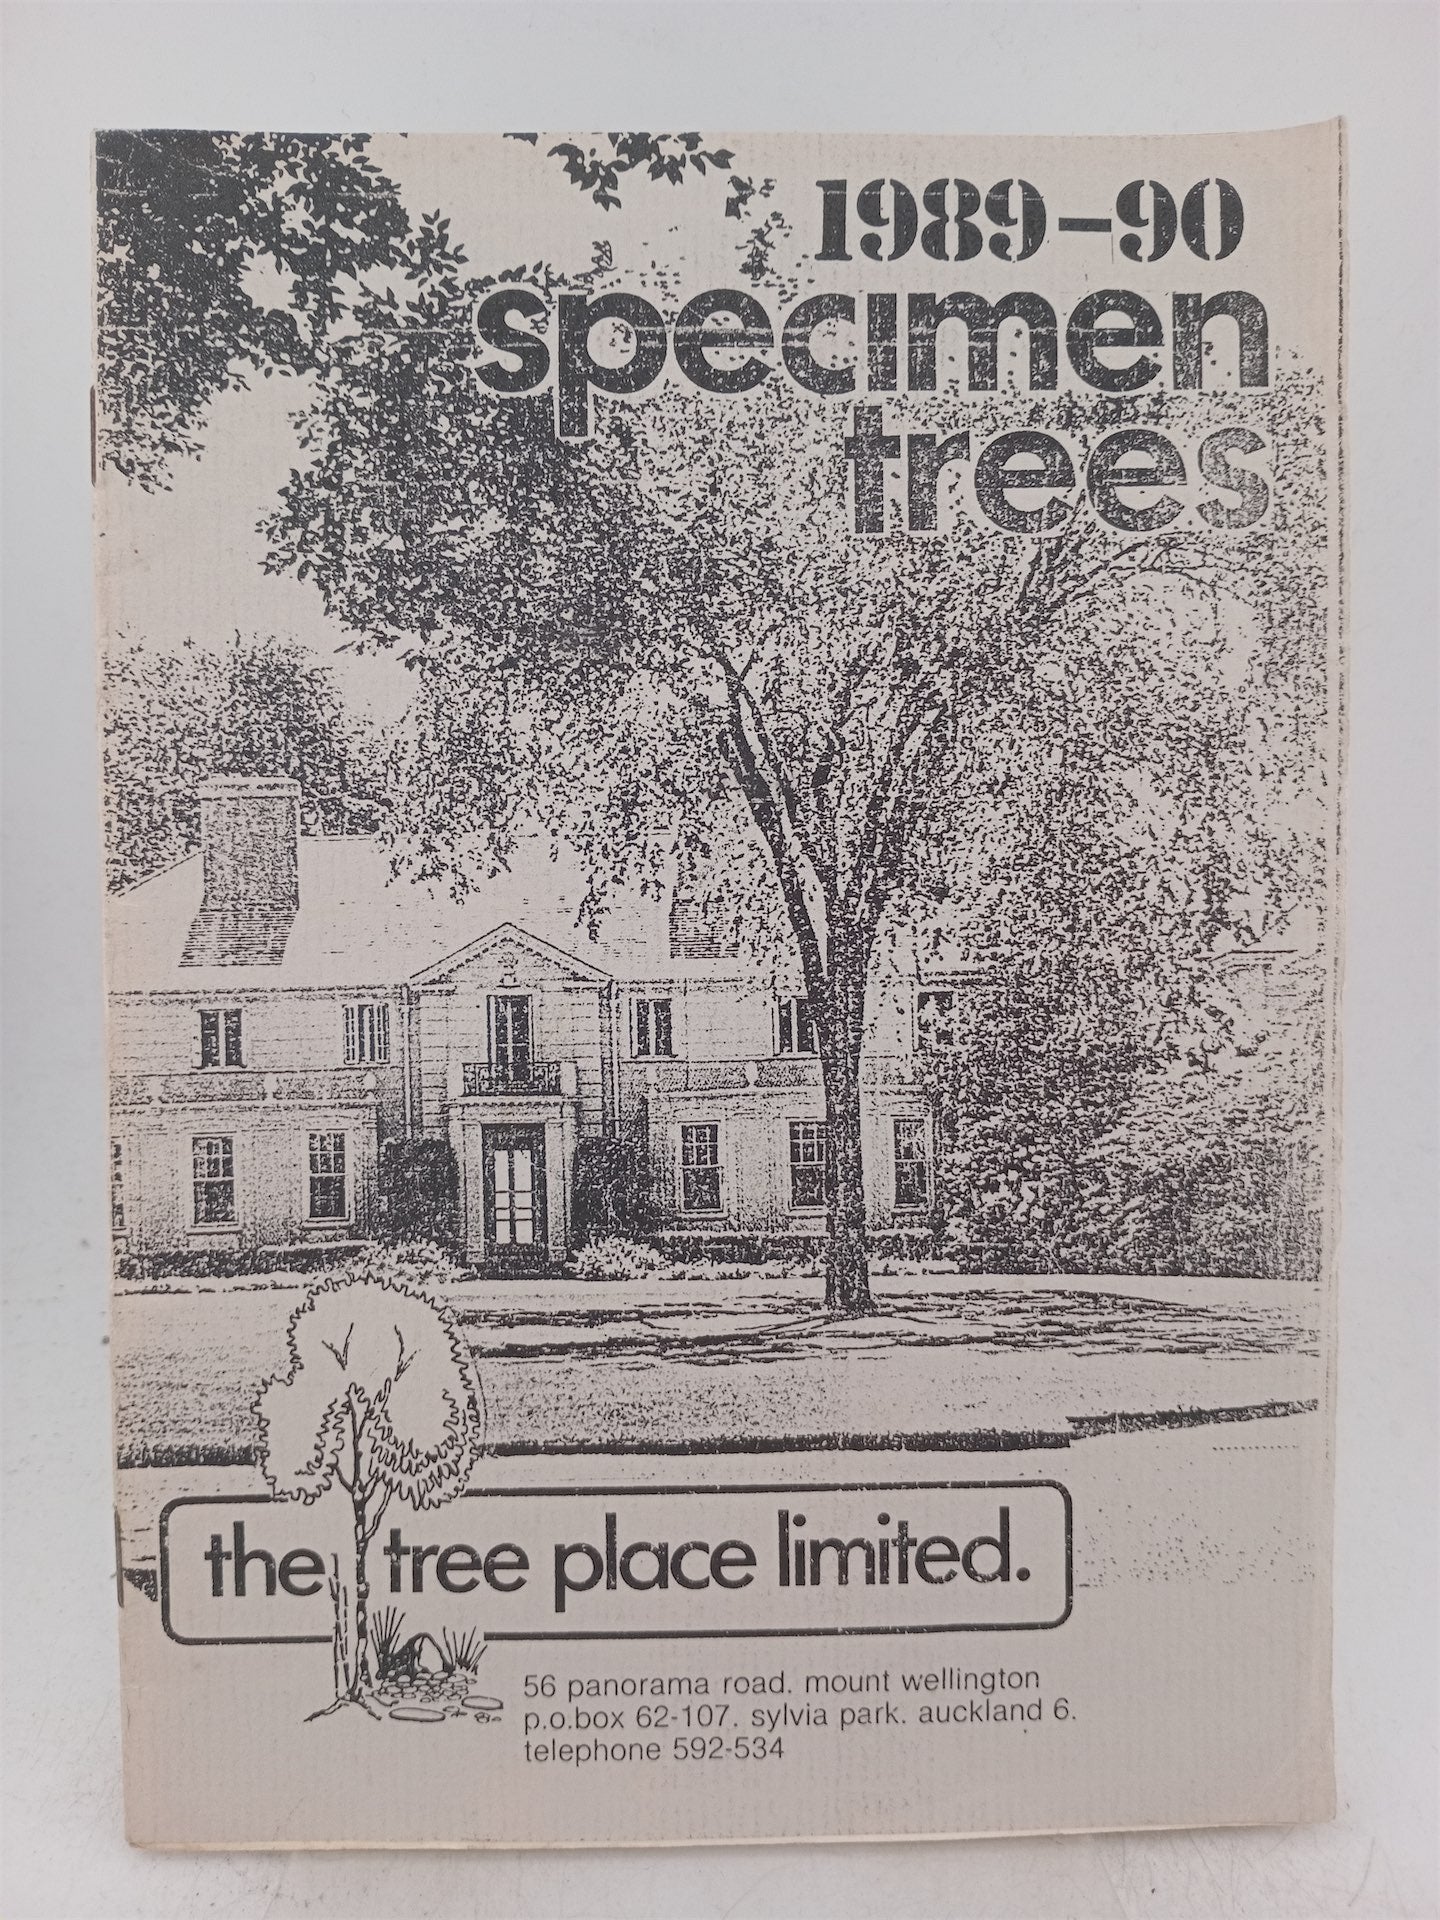 1989-90
specimen
trees
the tree place limited.
56 panorama road. mount wellington
p.o.box 62-107. sylvia park. auckland 6.
telephone 592-534